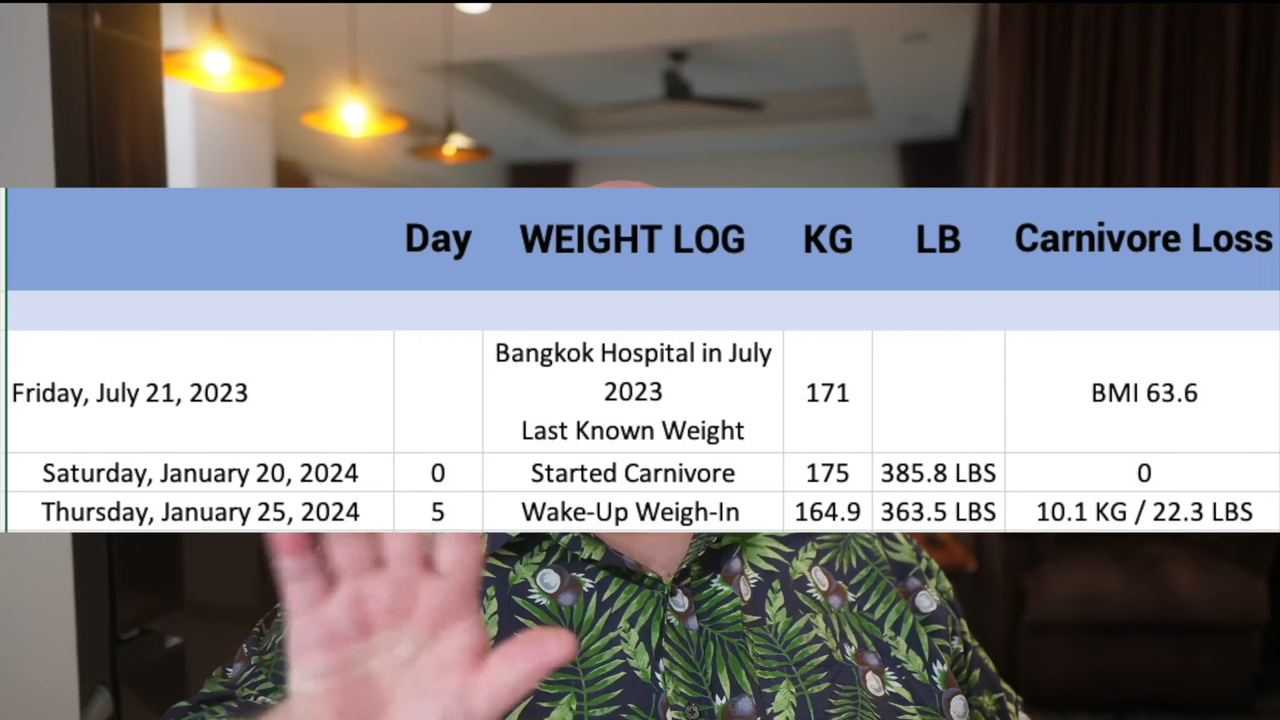 Day WEIGHT LOG KG LB Carnivore Loss
Friday, July 21, 2023
Bangkok Hospital in July
2023
Last Known Weight
171
BMI 63.6
Saturday, January 20, 2024 0 Started Carnivore 175 385.8 LBS 0
Thursday, January 25, 2024 5 Wake-Up Weigh-In 164.9 363.5 LBS 10.1 KG / 22.3 LBS